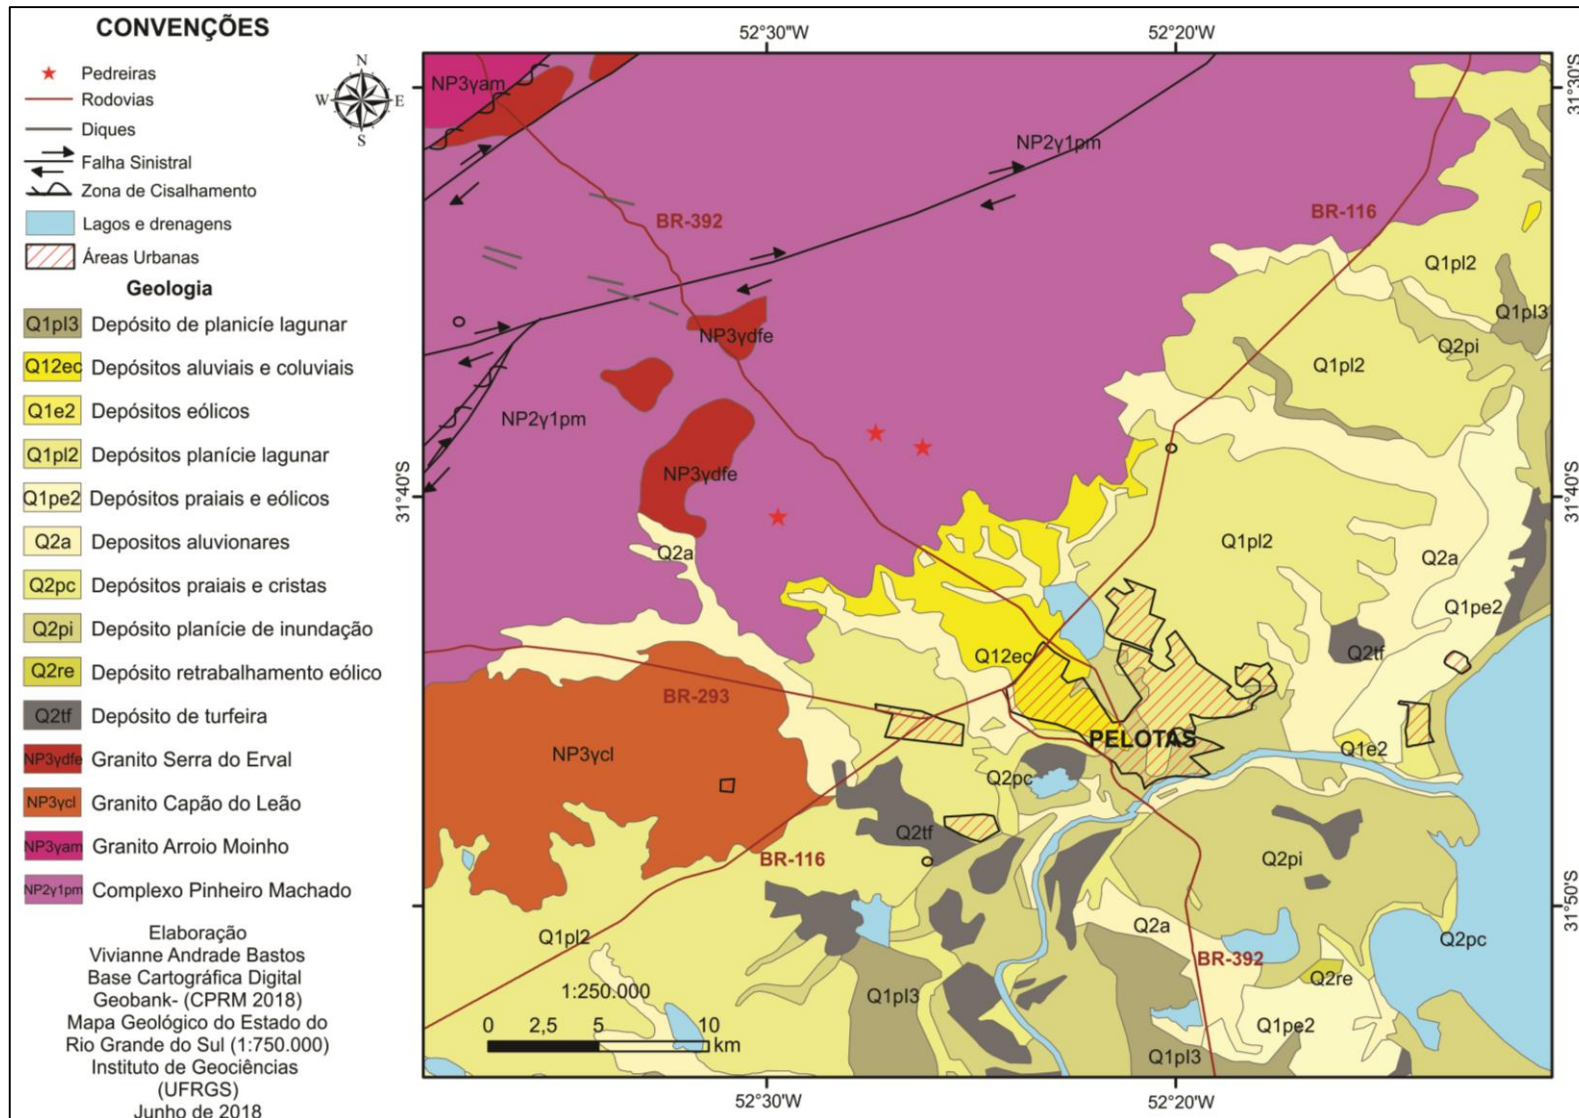 CONVENÇÕES
Pedreiras
Rodovias
Diques
Falha Sinistral
Zona de Cisalhamento
Lagos e drenagens
Áreas Urbanas
Geologia
Q1pl3 Depósito de planicíe lagunar
Q12ec Depósitos aluviais e coluviais
Q1e2 Depósitos eólicos
Q1pl2 Depósitos planície lagunar
Q1pe2 Depósitos praiais e eólicos
Q2a Depositos aluvionares
Q2pc Depósitos praiais e cristas
Q2pi Depósito planície de inundação
Q2re Depósito retrabalhamento eólico
Q2tf Depósito de turfeira
NP3γdfe Granito Serra do Erval
NP3γcl Granito Capão do Leão
NP3γam Granito Arroio Moinho
NP2γ1pm Complexo Pinheiro Machado
Elaboração
Vivianne Andrade Bastos
Base Cartográfica Digital
Geobank- (CPRM 2018)
Mapa Geológico do Estado do
Rio Grande do Sul (1:750.000)
Instituto de Geociências
(UFRGS)
Junho de 2018
N
W E
S
52°30"W 52°20'W
31°30'S
31°40'S 31°40'S
31°50'S
52°30'W 52°20'W
NP3γam
NP2γ1pm
BR-392
BR-116
Q1pl2
Q1pl3
NP3γdfe
Q2pi
Q1pl2
NP2γ1pm
NP3γdfe
Q2a
Q1pl2
Q2a
Q1pe2
Q12ec
Q2tf
BR-293
PELOTAS
NP3γcl
Q1e2
Q2pc
Q2tf
BR-116
Q2pi
Q1pl2
Q2a
Q2pc
BR-392
Q2re
Q1pl3
Q1pe2
Q1pl3
1:250.000
0 2,5 5 10
km